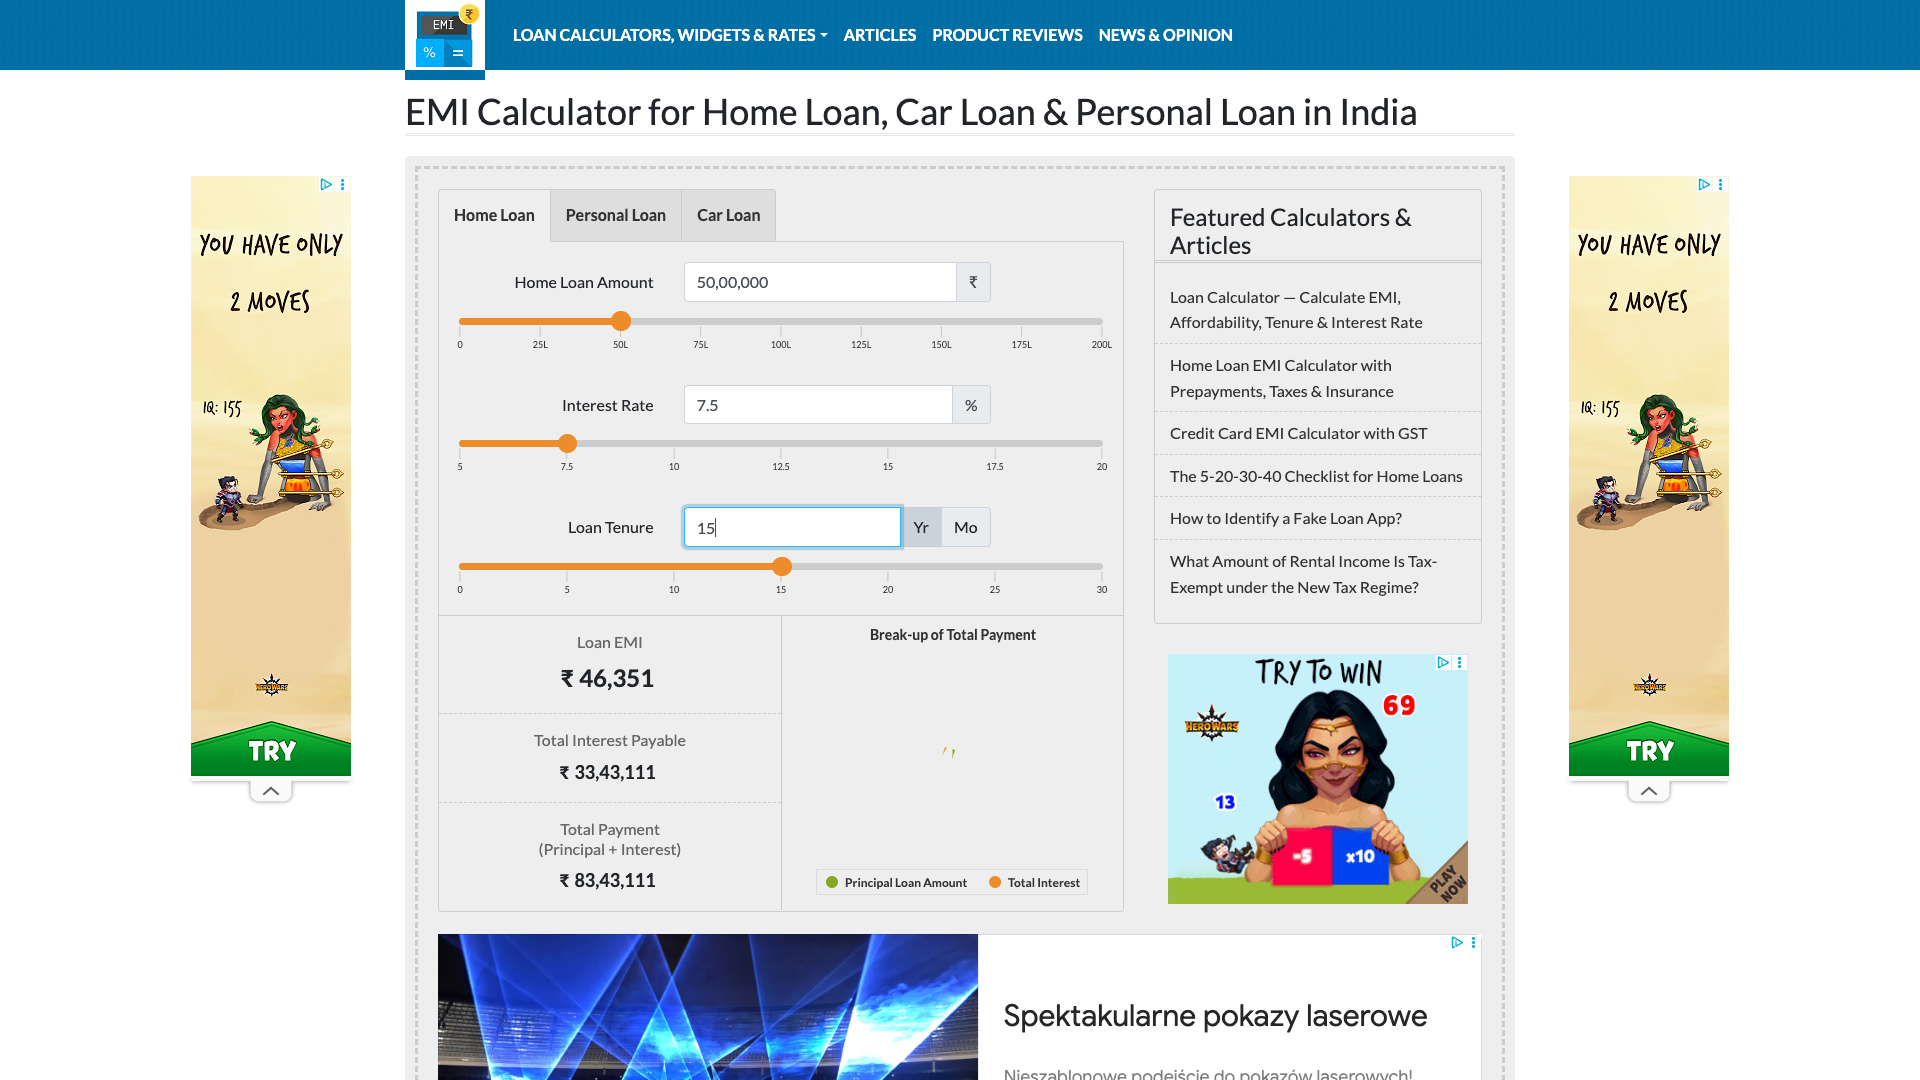 EMI
₹
%
=
LOAN CALCULATORS, WIDGETS & RATES
ARTICLES
PRODUCT REVIEWS
NEWS & OPINION
EMI Calculator for Home Loan, Car Loan & Personal Loan in India
YOU HAVE ONLY
2 MOVES
IQ: 155
HERO WARS
TRY
Home Loan
Personal Loan
Car Loan
Home Loan Amount
50,00,000
₹
0
25L
50L
75L
100L
125L
150L
175L
200L
Interest Rate
7.5
%
5
7.5
10
12.5
15
17.5
20
Loan Tenure
15
Yr
Mo
0
5
10
15
20
25
30
Loan EMI
₹ 46,351
Total Interest Payable
₹ 33,43,111
Total Payment
(Principal + Interest)
₹ 83,43,111
Break-up of Total Payment
Principal Loan Amount
Total Interest
Featured Calculators &
Articles
Loan Calculator — Calculate EMI,
Affordability, Tenure & Interest Rate
Home Loan EMI Calculator with
Prepayments, Taxes & Insurance
Credit Card EMI Calculator with GST
The 5-20-30-40 Checklist for Home Loans
How to Identify a Fake Loan App?
What Amount of Rental Income Is Tax-
Exempt under the New Tax Regime?
TRY TO WIN
69
HERO WARS
13
-5
x10
PLAY
NOW
YOU HAVE ONLY
2 MOVES
IQ: 155
HERO WARS
TRY
Spektakularne pokazy laserowe
Nieszablonowe podejście do pokazów laserowych!